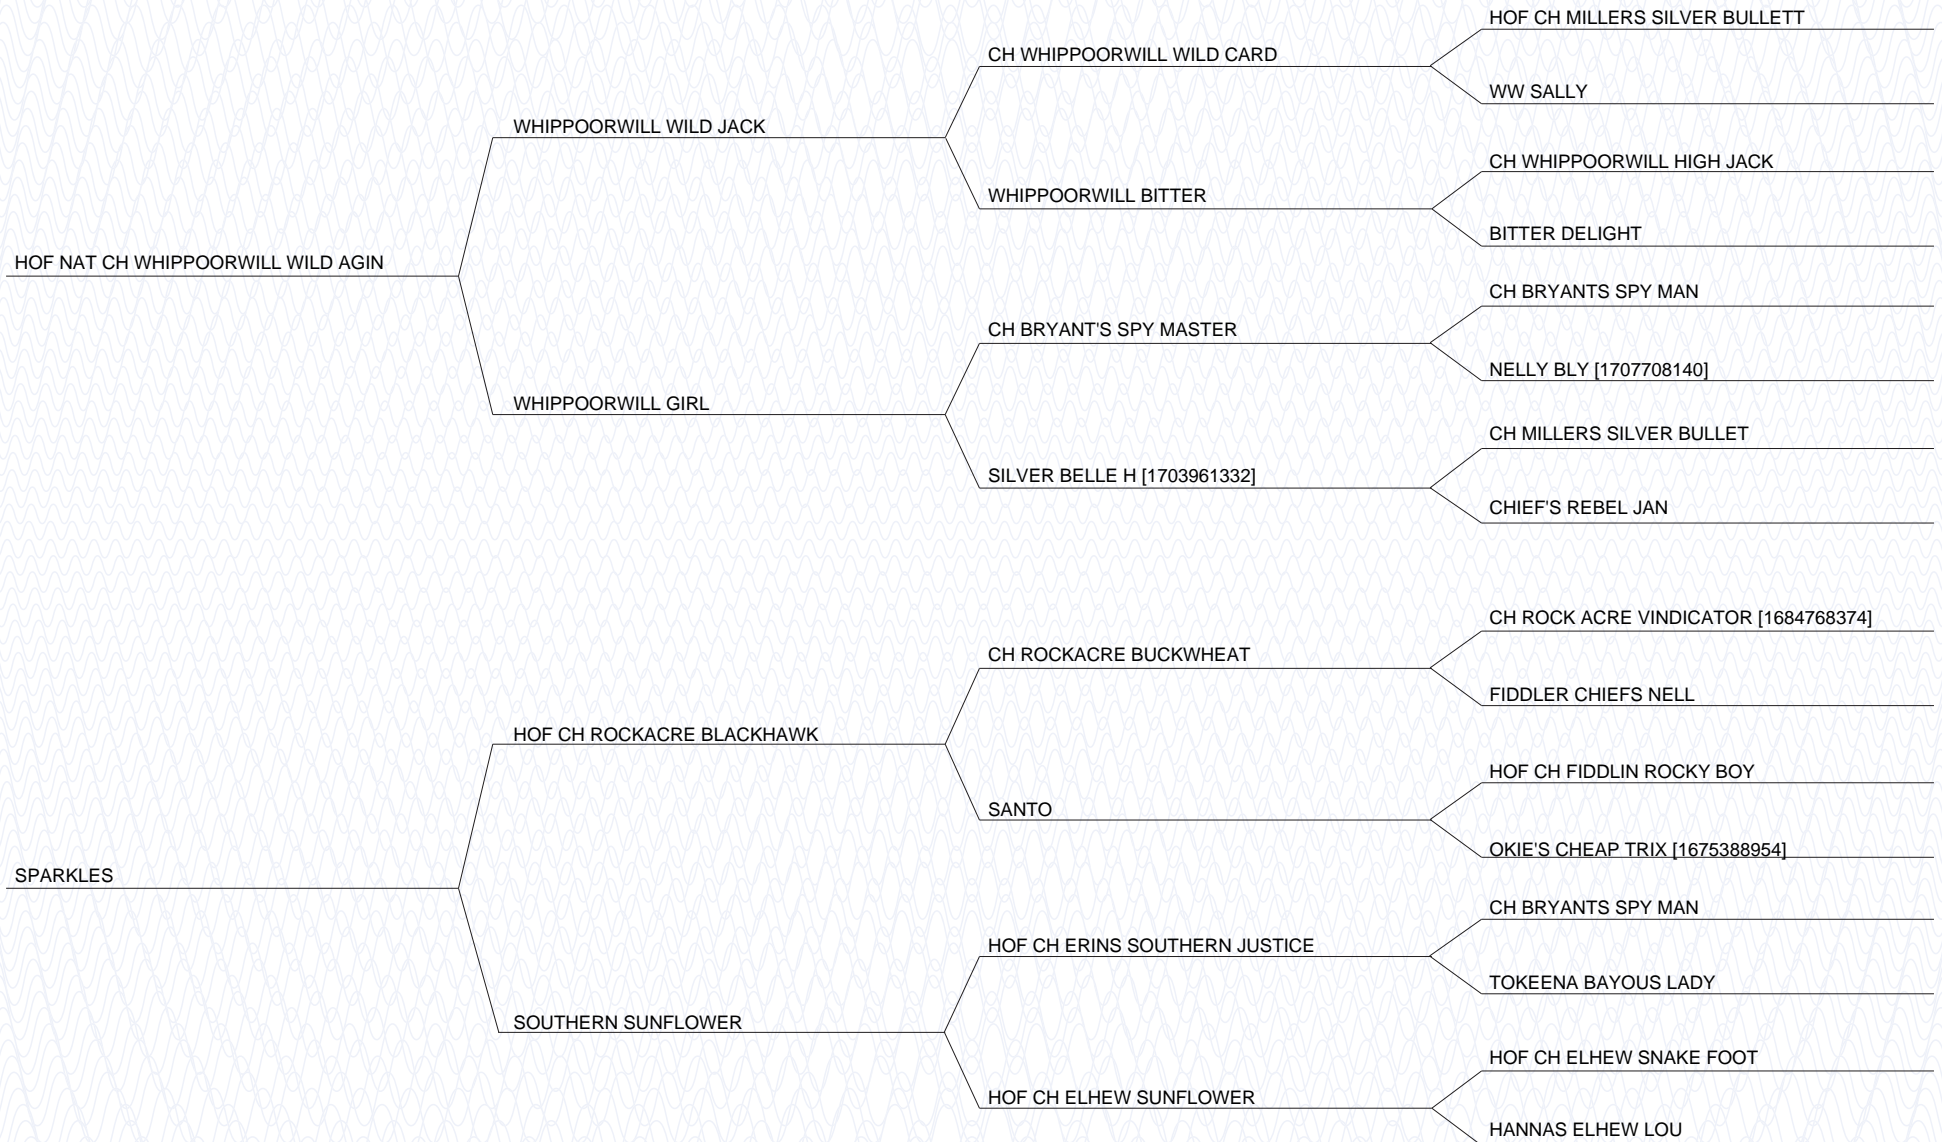 HOF CH MILLERS SILVER BULLETT
CH WHIPPOORWILL WILD CARD
WW SALLY
WHIPPOORWILL WILD JACK
CH WHIPPOORWILL HIGH JACK
WHIPPOORWILL BITTER
BITTER DELIGHT
HOF NAT CH WHIPPOORWILL WILD AGIN
CH BRYANTS SPY MAN
CH BRYANT'S SPY MASTER
NELLY BLY [1707708140]
WHIPPOORWILL GIRL
CH MILLERS SILVER BULLET
SILVER BELLE H [1703961332]
CHIEF'S REBEL JAN
CH ROCK ACRE VINDICATOR [1684768374]
CH ROCKACRE BUCKWHEAT
FIDDLER CHIEFS NELL
HOF CH ROCKACRE BLACKHAWK
HOF CH FIDDLIN ROCKY BOY
SANTO
OKIE'S CHEAP TRIX [1675388954]
SPARKLES
CH BRYANTS SPY MAN
HOF CH ERINS SOUTHERN JUSTICE
TOKEENA BAYOUS LADY
SOUTHERN SUNFLOWER
HOF CH ELHEW SNAKE FOOT
HOF CH ELHEW SUNFLOWER
HANNAS ELHEW LOU